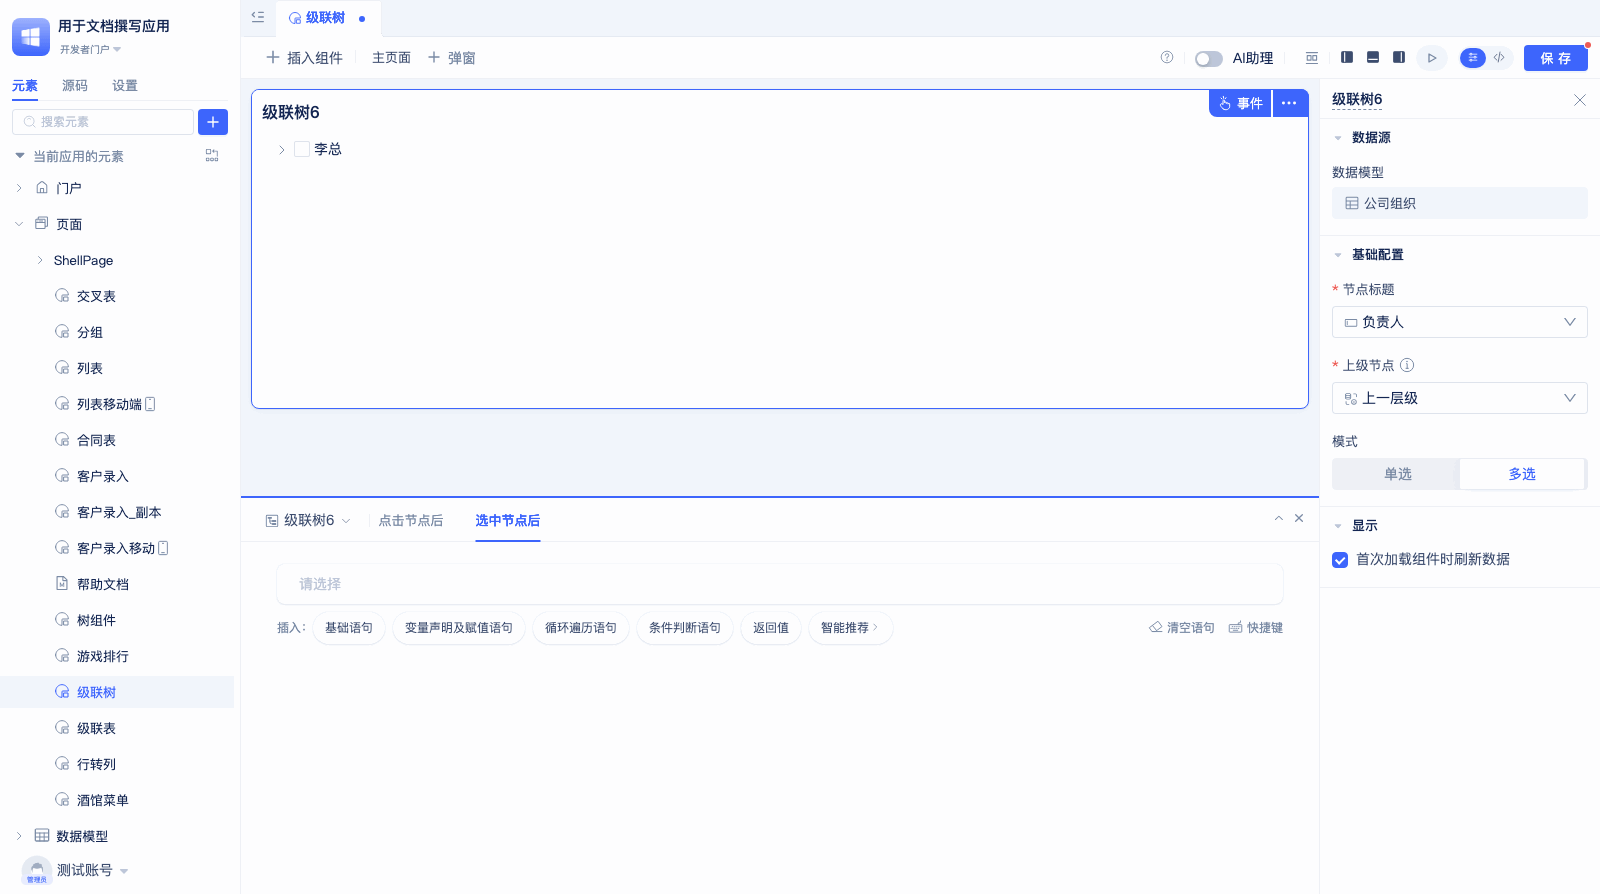 用于文档撰写应用
开发者门户
元素 源码 设置
搜索元素
当前应用的元素
门户
页面
ShellPage
交叉表
分组
列表
列表移动端
合同表
客户录入
客户录入_副本
客户录入移动
帮助文档
树组件
游戏排行
级联树
级联表
行转列
酒馆菜单
数据模型
测试账号
管理员
级联树
插入组件 主页面 弹窗
AI助理
保 存
级联树6
事件
李总
级联树6 点击节点后 选中节点后
请选择
插入: 基础语句 变量声明及赋值语句 循环遍历语句 条件判断语句 返回值 智能推荐 清空语句 快捷键
级联树6
数据源
数据模型
公司组织
基础配置
* 节点标题
负责人
* 上级节点
上一层级
模式
单选 多选
显示
首次加载组件时刷新数据